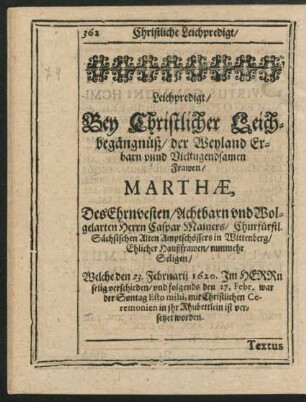 362 Christliche Leichpredigt/
Leichpredigt/
Bey Christlicher Leich-
begängnüß/ der Weyland Er-
barn vnnd Vieltugendsamen
Frawen/
MARTHÆ,
Des Ehrnvesten/ Achtbarn vnd Wol-
gelarten Herrn Caspar Mainers/ Churfürstl.
Sächsischen Alten Amptschössers in Wittenberg/
Ehlicher Haußfrawen/ nunmehr
Seligen/
Welche den 23. Februarii 1620. Im HERRn
selig verschieden/ vnd folgends den 27. Febr. war
der Sontag Esto mihi, mit Christlichen Ce-
remonien in jhr Rhubettlein ist ver-
setzet worden.
Textus